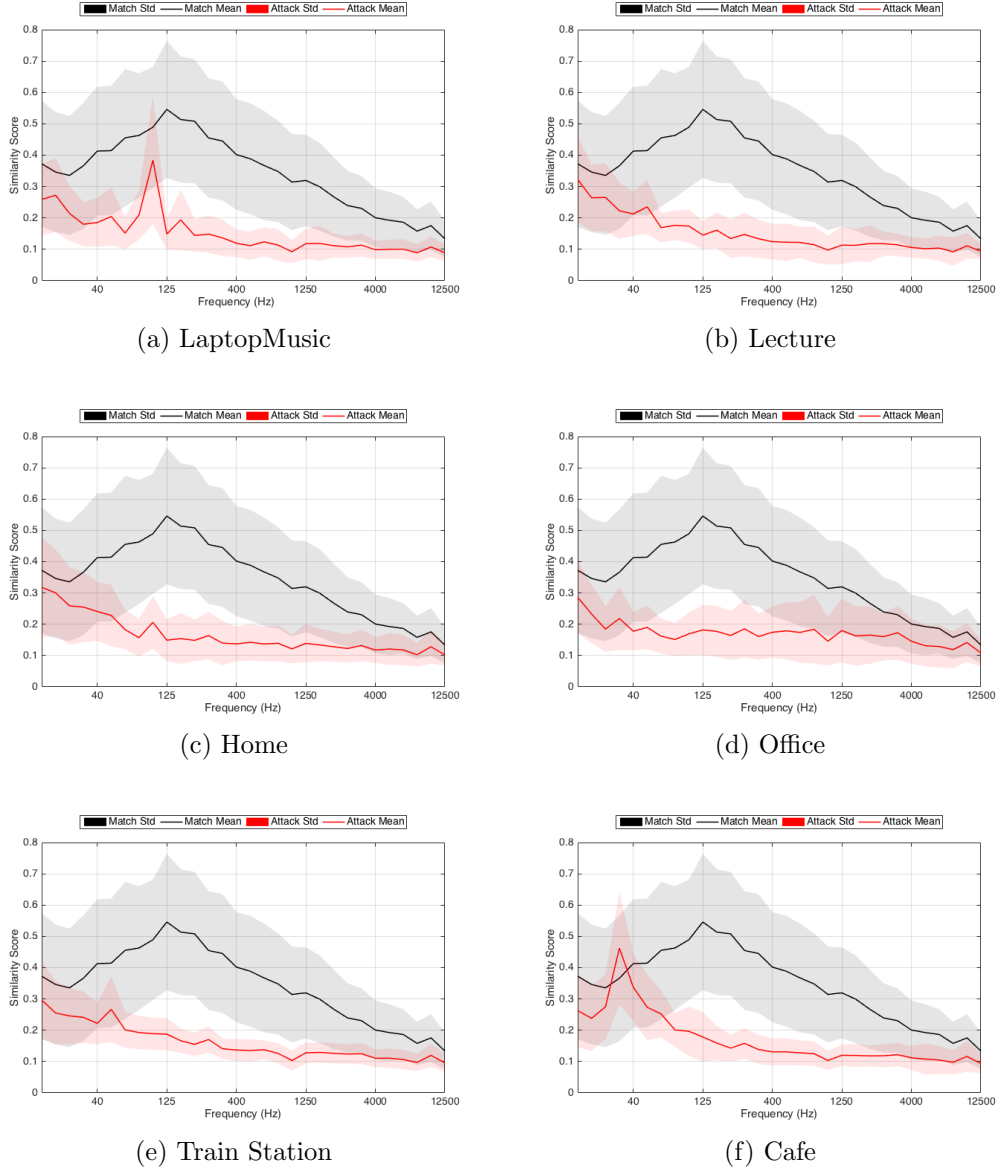 Match Std Match Mean Attack Std Attack Mean
Match Std Match Mean Attack Std Attack Mean
0.8
0.7
0.6
0.5
0.4
0.3
0.2
0.1
0
Similarity Score
40 125 400 1250 4000 12500
Frequency (Hz)
(a) LaptopMusic
0.8
0.7
0.6
0.5
0.4
0.3
0.2
0.1
0
Similarity Score
40 125 400 1250 4000 12500
Frequency (Hz)
(b) Lecture
Match Std Match Mean Attack Std Attack Mean
0.8
0.7
0.6
0.5
0.4
0.3
0.2
0.1
0
Similarity Score
40 125 400 1250 4000 12500
Frequency (Hz)
(c) Home
Match Std Match Mean Attack Std Attack Mean
0.8
0.7
0.6
0.5
0.4
0.3
0.2
0.1
0
Similarity Score
40 125 400 1250 4000 12500
Frequency (Hz)
(d) Office
Match Std Match Mean Attack Std Attack Mean
0.8
0.7
0.6
0.5
0.4
0.3
0.2
0.1
0
Similarity Score
40 125 400 1250 4000 12500
Frequency (Hz)
(e) Train Station
Match Std Match Mean Attack Std Attack Mean
0.8
0.7
0.6
0.5
0.4
0.3
0.2
0.1
0
Similarity Score
40 125 400 1250 4000 12500
Frequency (Hz)
(f) Cafe